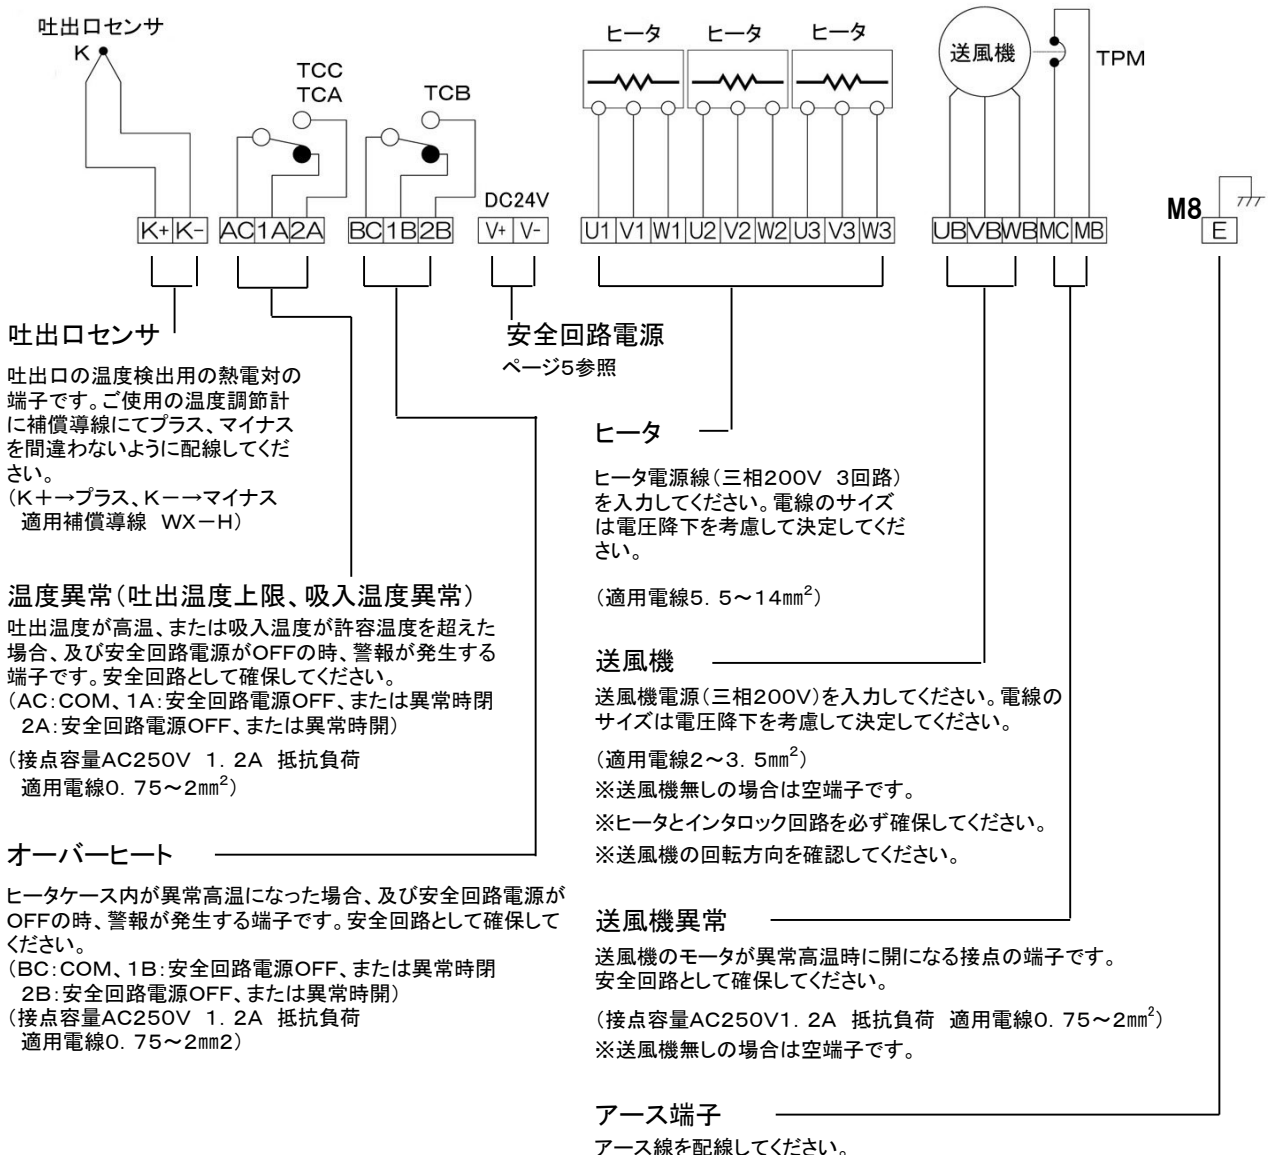 吐出口センサ
K
TCC
TCA
TCB
ヒータ ヒータ ヒータ
送風機
TPM
DC24V
M8
K+ K- AC 1A 2A BC 1B 2B V+ V- U1 V1 W1 U2 V2 W2 U3 V3 W3 UB VB WB MC MB E
吐出口センサ
吐出口の温度検出用の熱電対の
端子です。ご使用の温度調節計
に補償導線にてプラス、マイナス
を間違わないように配線してくだ
さい。
（K＋→プラス、K－→マイナス
適用補償導線 WX－H）
安全回路電源
ページ5参照
温度異常（吐出温度上限、吸入温度異常）
吐出温度が高温、または吸入温度が許容温度を超えた
場合、及び安全回路電源がOFFの時、警報が発生する
端子です。安全回路として確保してください。
（AC：COM、1A：安全回路電源OFF、または異常時閉
2A：安全回路電源OFF、または異常時開）
（接点容量AC250V 1．2A 抵抗負荷
適用電線0．75～2㎜²）
オーバーヒート
ヒータケース内が異常高温になった場合、及び安全回路電源が
OFFの時、警報が発生する端子です。安全回路として確保して
ください。
（BC：COM、1B：安全回路電源OFF、または異常時閉
2B：安全回路電源OFF、または異常時開）
（接点容量AC250V 1．2A 抵抗負荷
適用電線0．75～2mm2）
ヒータ
ヒータ電源線（三相200V 3回路）
を入力してください。電線のサイズ
は電圧降下を考慮して決定してくだ
さい。
（適用電線5．5～14㎜²）
送風機
送風機電源（三相200V）を入力してください。電線の
サイズは電圧降下を考慮して決定してください。
（適用電線2～3．5㎜²）
※送風機無しの場合は空端子です。
※ヒータとインタロック回路を必ず確保してください。
※送風機の回転方向を確認してください。
送風機異常
送風機のモータが異常高温時に開になる接点の端子です。
安全回路として確保してください。
（接点容量AC250V1．2A 抵抗負荷 適用電線0．75～2㎜²）
※送風機無しの場合は空端子です。
アース端子
アース線を配線してください。